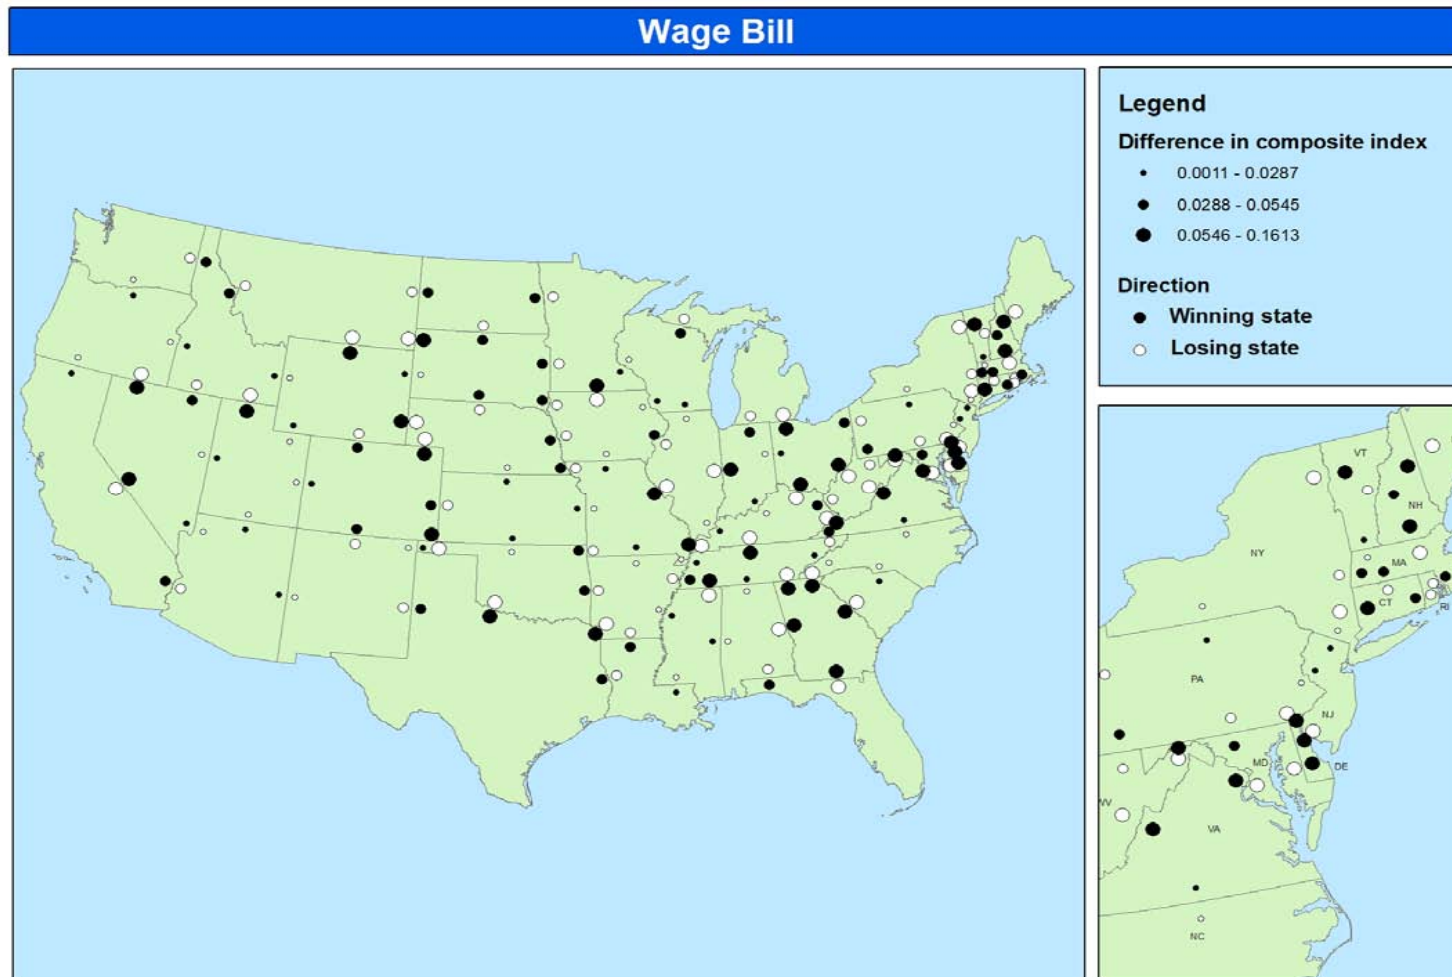 Wage Bill
Legend
Difference in composite index
0.0011 - 0.0287
0.0288 - 0.0545
0.0546 - 0.1613
Direction
Winning state
Losing state
VT
NH
NY
MA
CT
RI
PA
NJ
MD
DE
WV
VA
NC